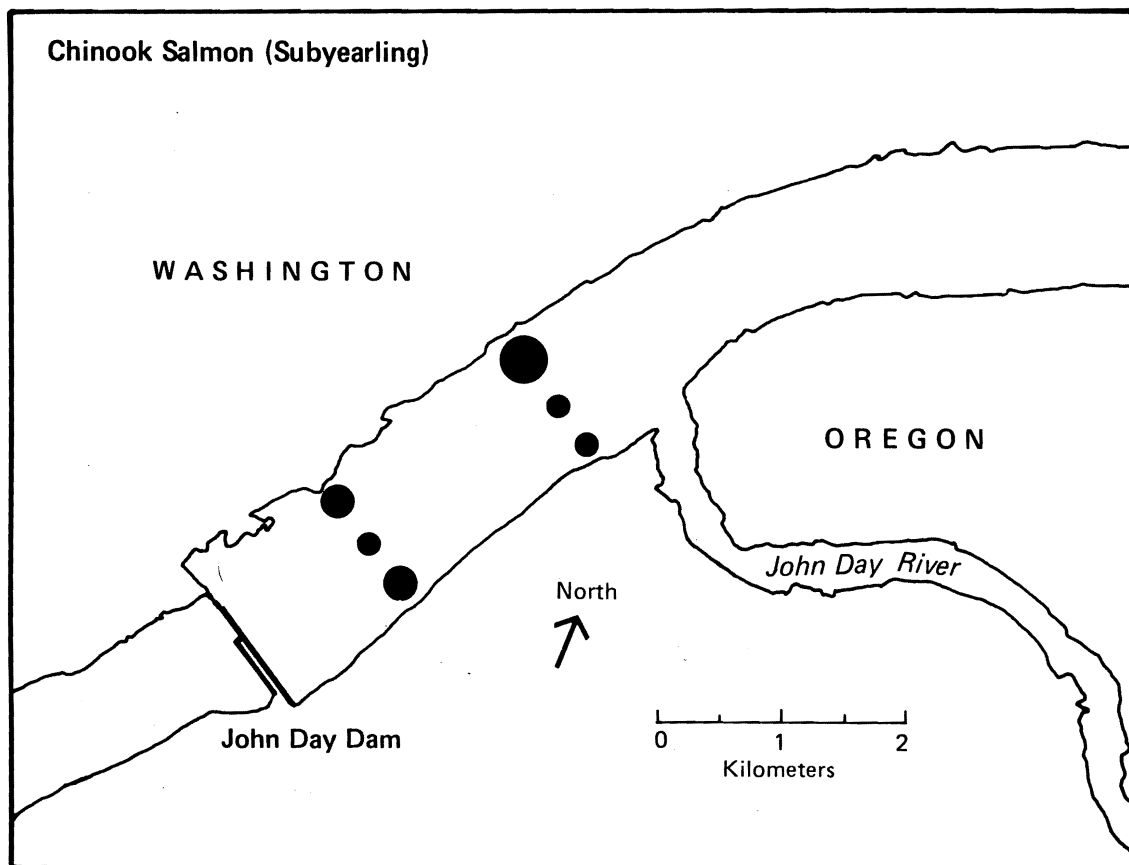 Chinook Salmon (Subyearling)
WASHINGTON
OREGON
John Day River
North
John Day Dam
0 1 2
Kilometers